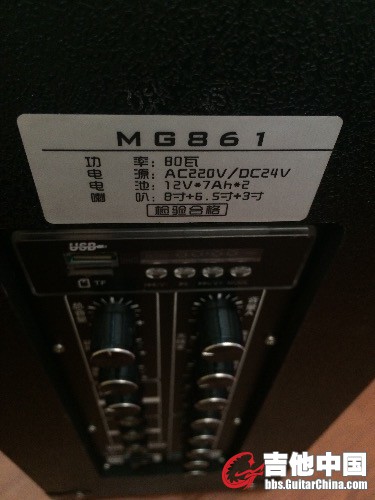 MG861
功 率：80瓦
电 源：AC220V/DC24V
电 池：12V*7Ah*2
喇 叭：8寸+6.5寸+3寸
检验合格
USB
TF
吉他中国
bbs.GuitarChina.com